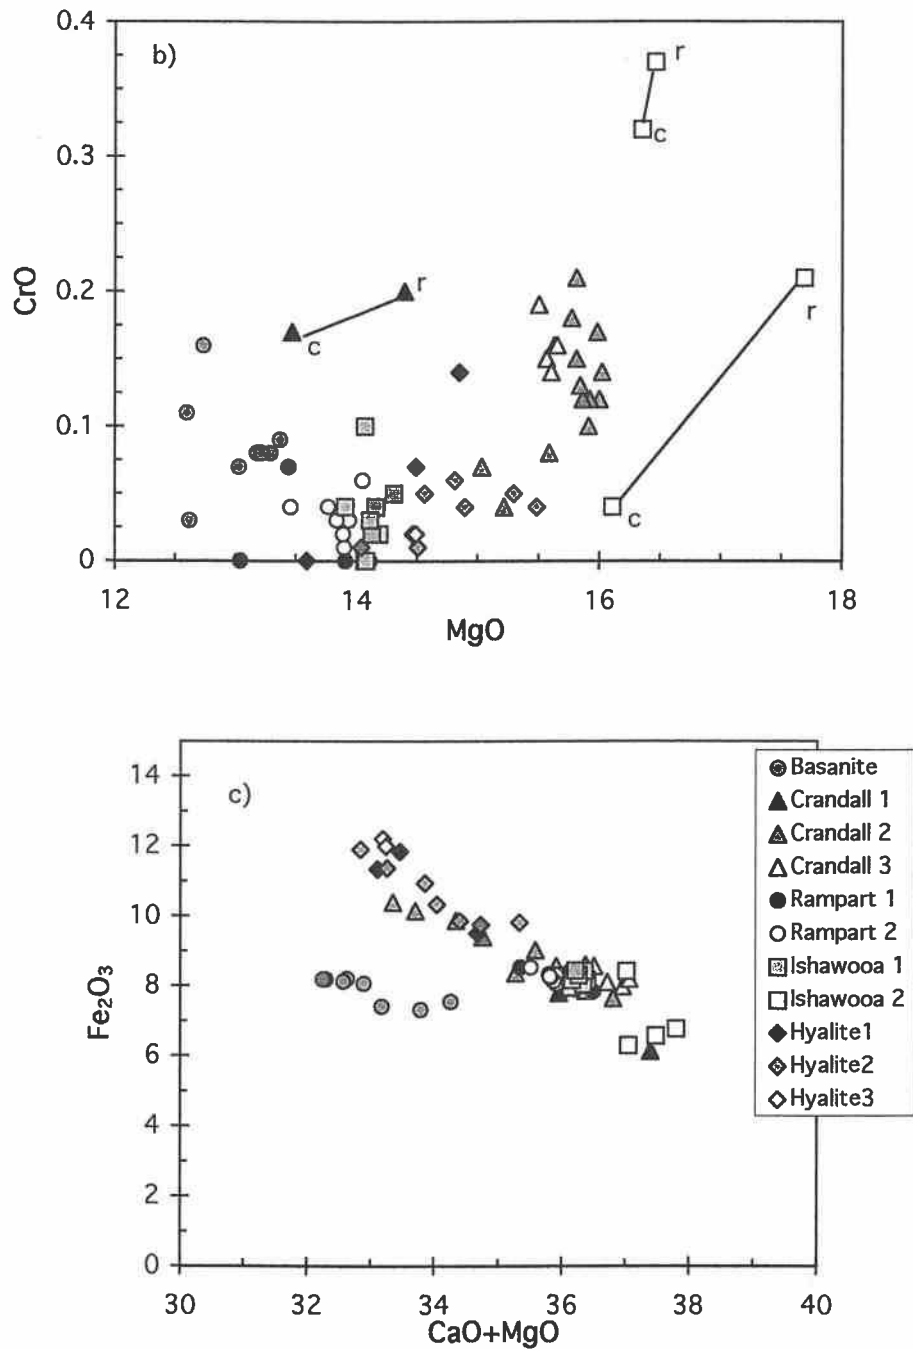 0.4
b)
r
c
0.3
CrO
0.2
r
c
r
0.1
c
0
12
14
16
18
MgO
14
c)
12
10
Fe₂O₃
8
6
4
2
0
30
32
34
36
38
40
CaO+MgO
Basanite
Crandall 1
Crandall 2
Crandall 3
Rampart 1
Rampart 2
Ishawooa 1
Ishawooa 2
Hyalite1
Hyalite2
Hyalite3